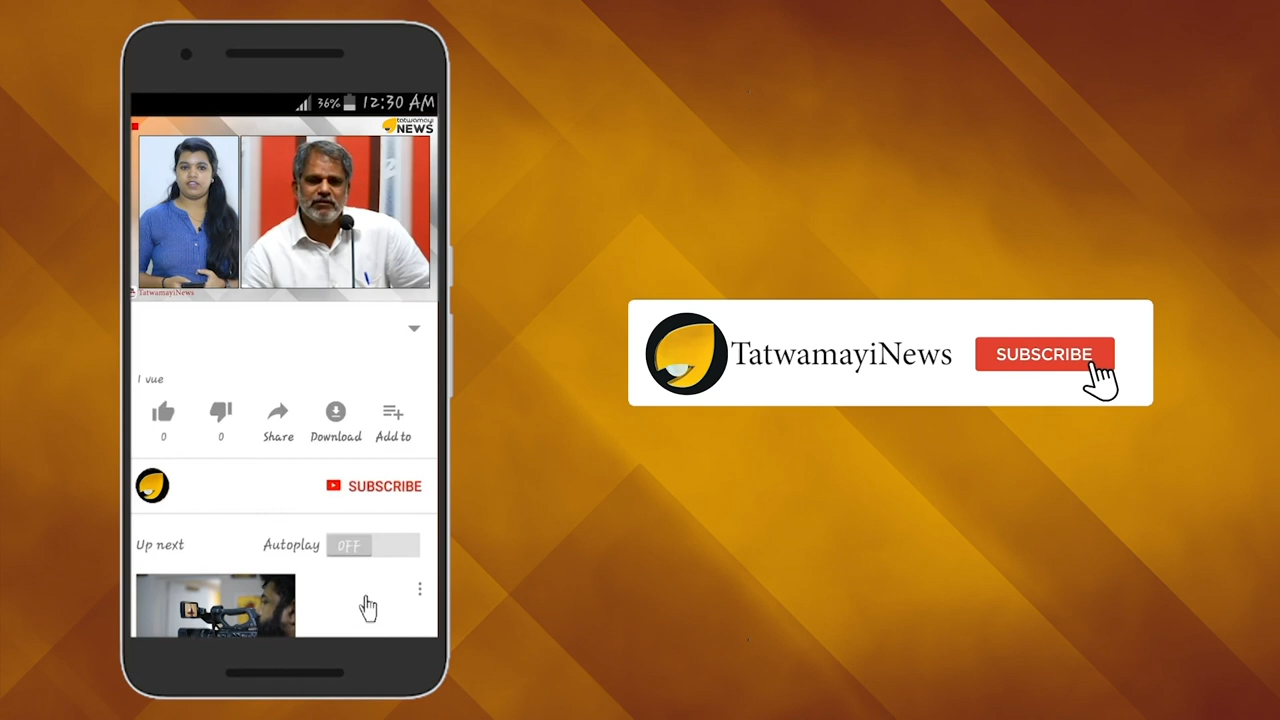 36% 12:30 AM
tatwamayi
NEWS
TatwamayiNews
1 vue
0 0 Share Download Add to
SUBSCRIBE
Up next Autoplay OFF
TatwamayiNews SUBSCRIBE